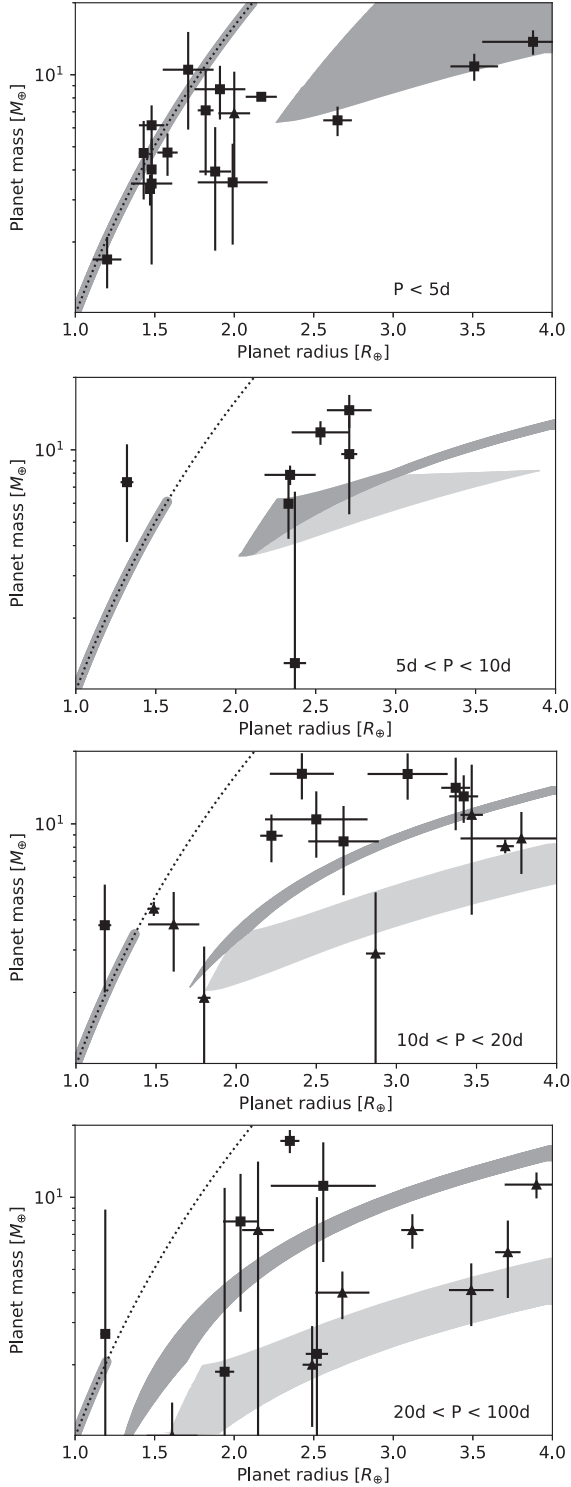 Planet mass [M⊕]
10¹
P < 5d
1.0 1.5 2.0 2.5 3.0 3.5 4.0
Planet radius [R⊕]
Planet mass [M⊕]
10¹
5d < P < 10d
1.0 1.5 2.0 2.5 3.0 3.5 4.0
Planet radius [R⊕]
Planet mass [M⊕]
10¹
10d < P < 20d
1.0 1.5 2.0 2.5 3.0 3.5 4.0
Planet radius [R⊕]
Planet mass [M⊕]
10¹
20d < P < 100d
1.0 1.5 2.0 2.5 3.0 3.5 4.0
Planet radius [R⊕]